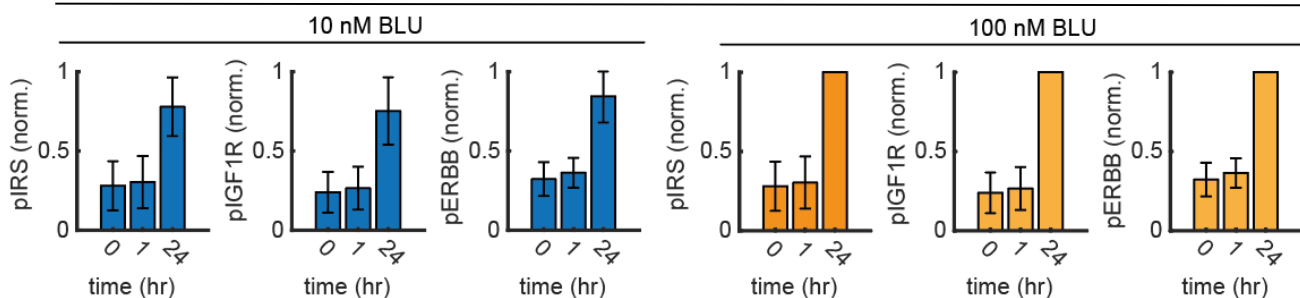 10 nM BLU
100 nM BLU
pIRS (norm.)
1
0.5
0
0 1 24
time (hr)
pIGF1R (norm.)
1
0.5
0
0 1 24
time (hr)
pERBB (norm.)
1
0.5
0
0 1 24
time (hr)
pIRS (norm.)
1
0.5
0
0 1 24
time (hr)
pIGF1R (norm.)
1
0.5
0
0 1 24
time (hr)
pERBB (norm.)
1
0.5
0
0 1 24
time (hr)